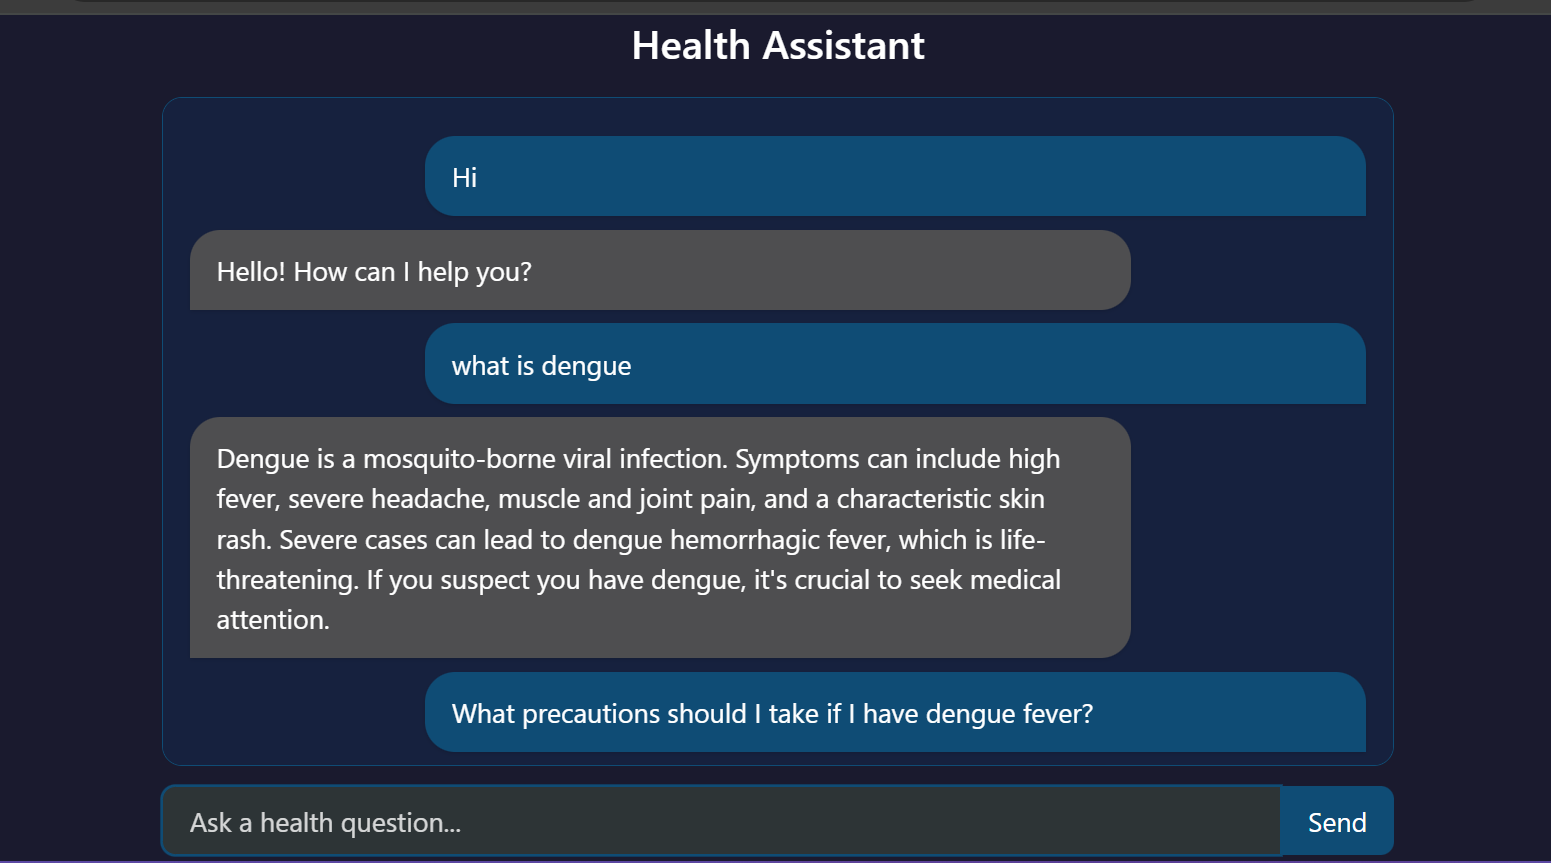 Health Assistant
Hi
Hello! How can I help you?
what is dengue
Dengue is a mosquito-borne viral infection. Symptoms can include high
fever, severe headache, muscle and joint pain, and a characteristic skin
rash. Severe cases can lead to dengue hemorrhagic fever, which is life-
threatening. If you suspect you have dengue, it's crucial to seek medical
attention.
What precautions should I take if I have dengue fever?
Ask a health question...
Send